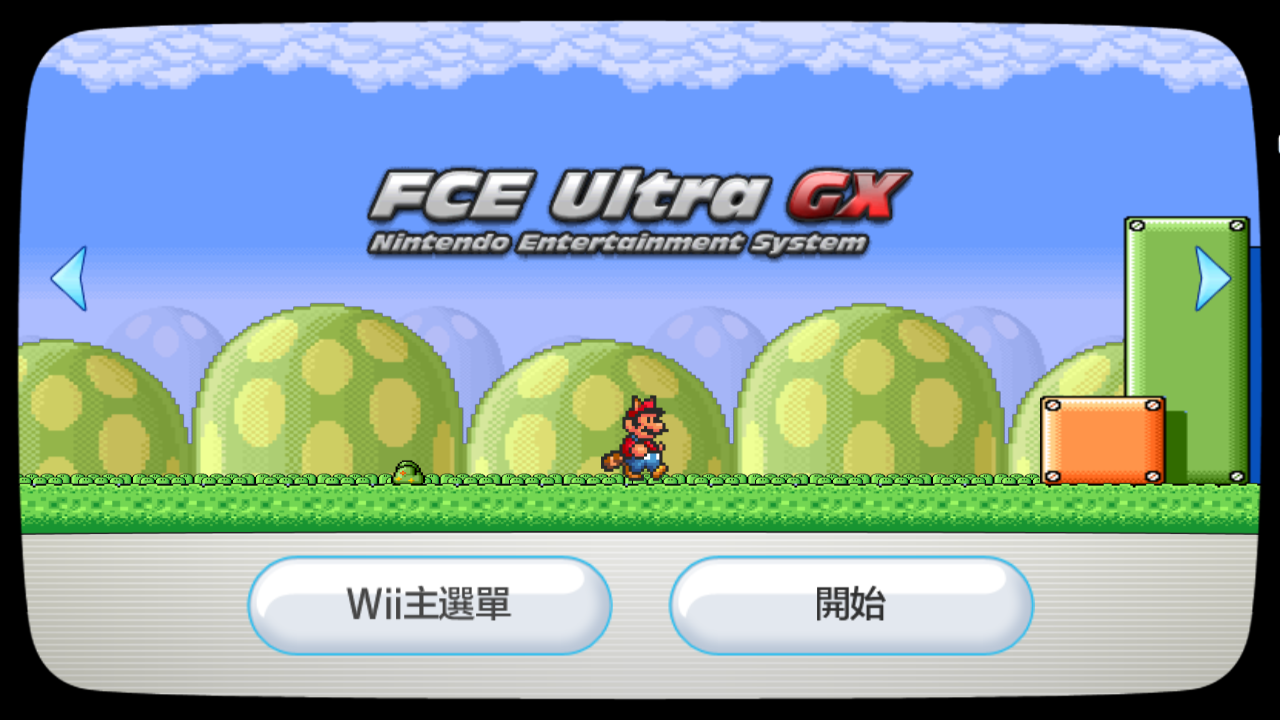 FCE Ultra GX
Nintendo Entertainment System
Wii主選單
開始